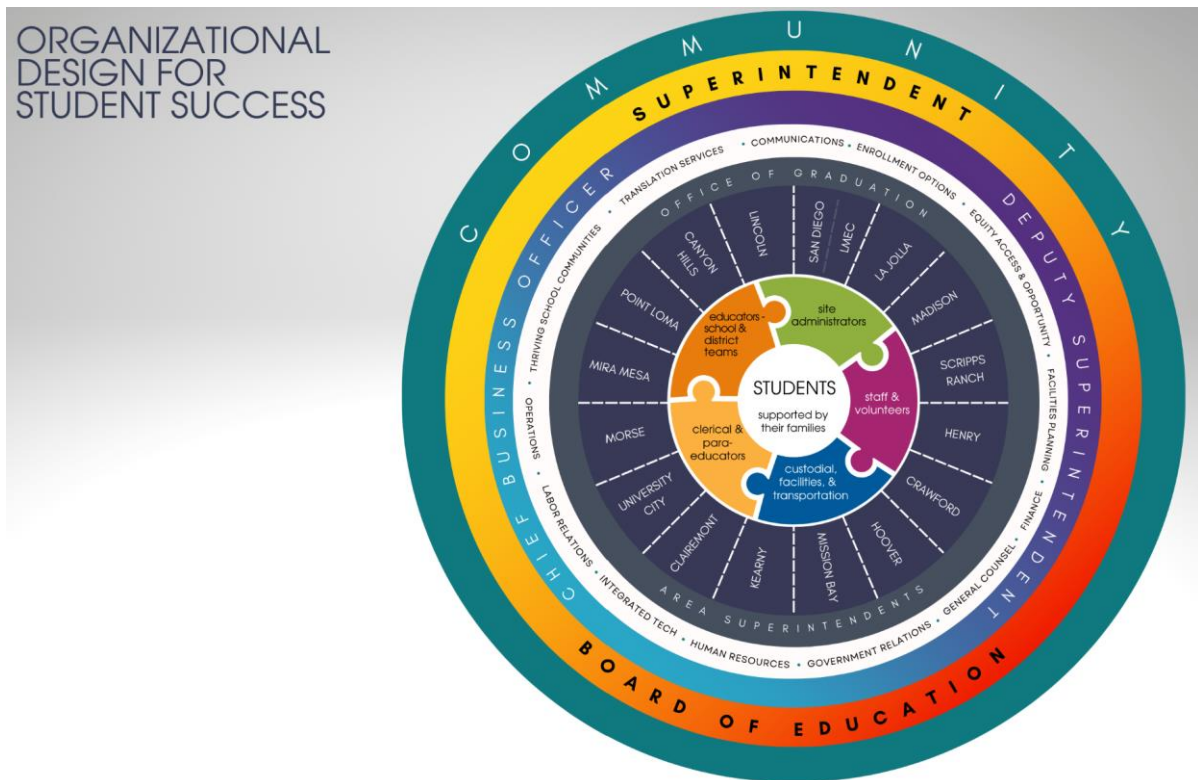 ORGANIZATIONAL
DESIGN FOR
STUDENT SUCCESS
COMMUNITY
SUPERINTENDENT
BOARD OF EDUCATION
CHIEF BUSINESS OFFICER
DEPUTY SUPERINTENDENT
• COMMUNICATIONS • ENROLLMENT OPTIONS • EQUITY ACCESS & OPPORTUNITY • FACILITIES PLANNING • FINANCE • GENERAL COUNSEL • GOVERNMENT RELATIONS • HUMAN RESOURCES • INTEGRATED TECH • LABOR RELATIONS • OPERATIONS • THRIVING SCHOOL COMMUNITIES • TRANSLATION SERVICES
OFFICE OF GRADUATION
AREA SUPERINTENDENTS
LINCOLN
SAN DIEGO
LMEC
LA JOLLA
MADISON
SCRIPPS
RANCH
HENRY
CRAWFORD
HOOVER
MISSION BAY
KEARNY
CLAIREMONT
UNIVERSITY
CITY
MORSE
MIRA MESA
POINT LOMA
CANYON
HILLS
educators -
school &
district
teams
site
administrators
staff &
volunteers
custodial,
facilities, &
transportation
clerical &
para-
educators
STUDENTS
supported by
their families